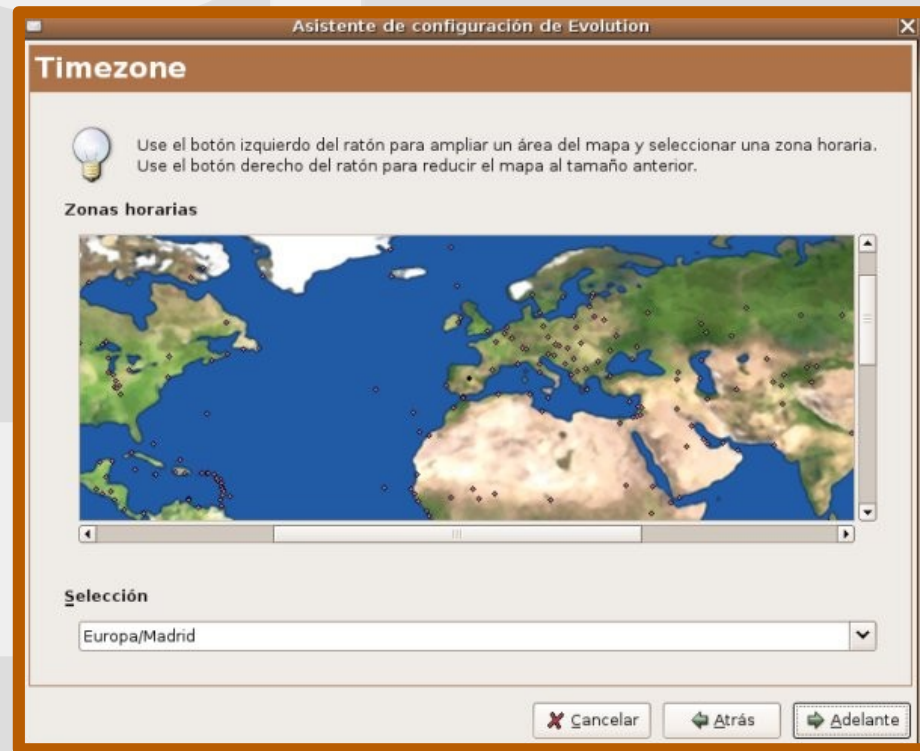 Asistente de configuración de Evolution
Timezone
Use el botón izquierdo del ratón para ampliar un área del mapa y seleccionar una zona horaria.
Use el botón derecho del ratón para reducir el mapa al tamaño anterior.
Zonas horarias
Selección
Europa/Madrid
Cancelar
Atrás
Adelante